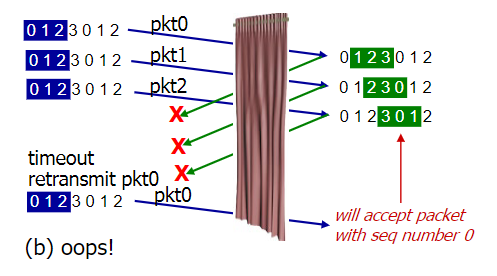 0 1 2 3 0 1 2 pkt0
0 1 2 3 0 1 2 pkt1
0 1 2 3 0 1 2 pkt2
0 1 2 3 0 1 2
0 1 2 3 0 1 2
0 1 2 3 0 1 2
X
X
X
timeout
retransmit pkt0
0 1 2 3 0 1 2 pkt0
will accept packet
with seq number 0
(b) oops!